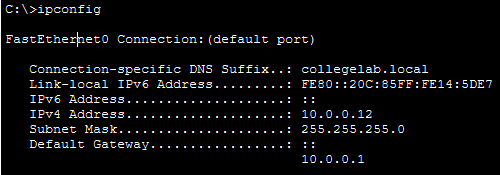 C:\>ipconfig
FastEthernet0 Connection:(default port)
Connection-specific DNS Suffix..: collegelab.local
Link-local IPv6 Address.........: FE80::20C:85FF:FE14:5DE7
IPv6 Address....................: ::
IPv4 Address....................: 10.0.0.12
Subnet Mask.....................: 255.255.255.0
Default Gateway.................: ::
10.0.0.1